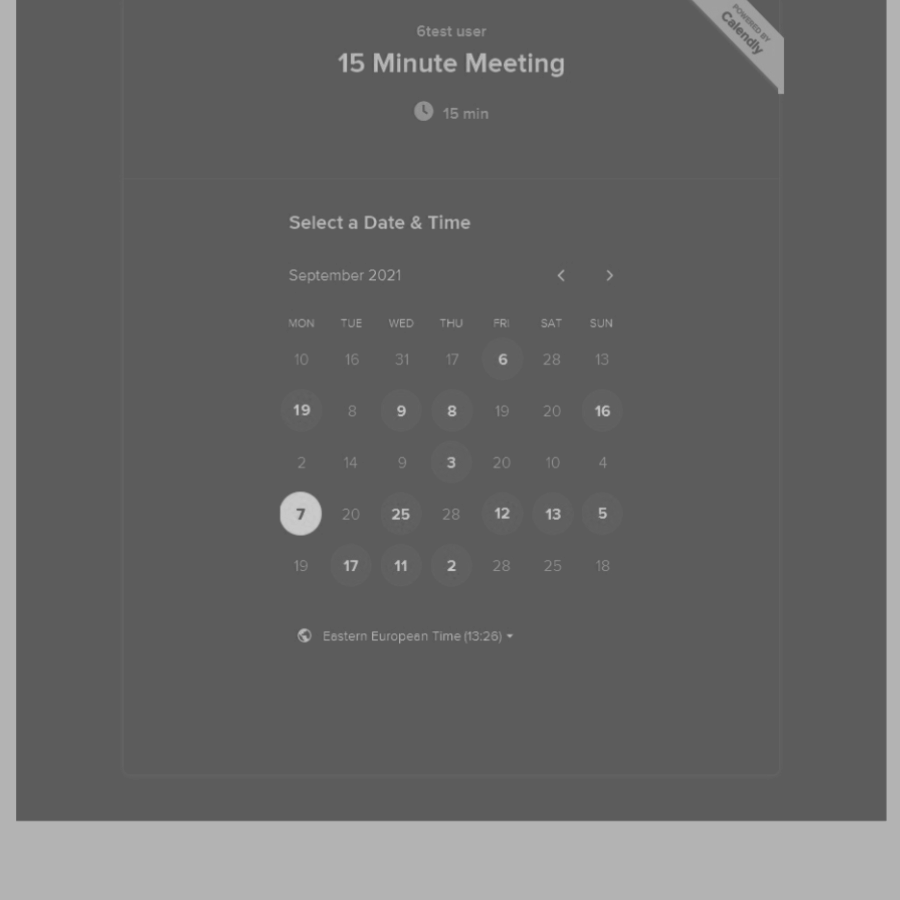 6test user
POWERED BY
Calendly
15 Minute Meeting
15 min
Select a Date & Time
September 2021
MON TUE WED THU FRI SAT SUN
10 16 31 17 6 28 13
19 8 9 8 19 20 16
2 14 9 3 20 10 4
7 20 25 28 12 13 5
19 17 11 2 28 25 18
Eastern European Time (13:26)